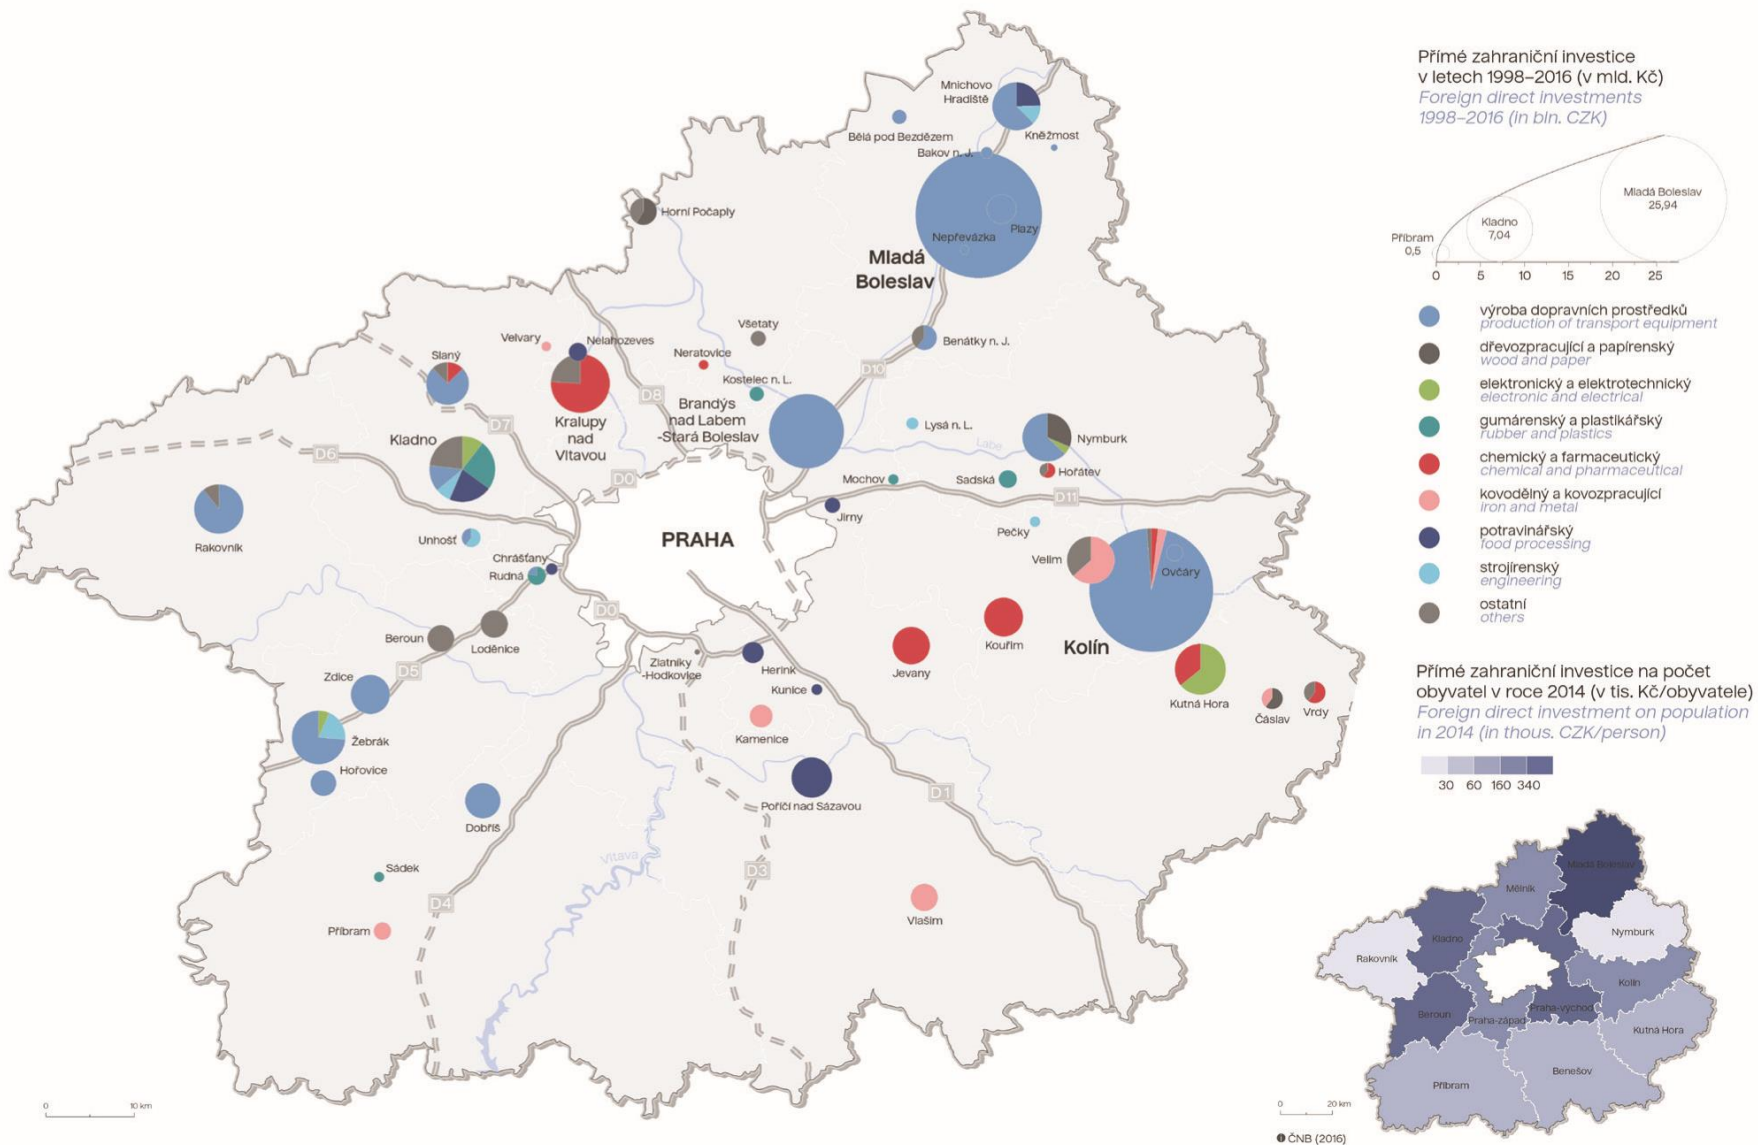 Přímé zahraniční investice
v letech 1998–2016 (v mld. Kč)
Foreign direct investments
1998–2016 (in bln. CZK)
Mladá Boleslav
25,94
Kladno
7,04
Příbram
0,5
0 5 10 15 20 25
výroba dopravních prostředků
production of transport equipment
dřevozpracující a papírenský
wood and paper
elektronický a elektrotechnický
electronic and electrical
gumárenský a plastikářský
rubber and plastics
chemický a farmaceutický
chemical and pharmaceutical
kovodělný a kovozpracující
iron and metal
potravinářský
food processing
strojírenský
engineering
ostatní
others
Přímé zahraniční investice na počet
obyvatel v roce 2014 (v tis. Kč/obyvatele)
Foreign direct investment on population
in 2014 (in thous. CZK/person)
30 60 160 340
Mnichovo
Hradiště
Bělá pod Bezdězem
Kněžmost
Bakov n. J.
Horní Počaply
Plazy
Nepřevázka
Mladá
Boleslav
Všetaty
Velvary
Nelahozeves
Benátky n. J.
Slaný
Neratovice
D10
Kostelec n. L.
D8
Brandýs
nad Labem
-Stará Boleslav
Kralupy
nad
Vltavou
D7
Lysá n. L.
Kladno
Nymburk
Labe
D6
Hořátev
D0
Mochov
Sadská
D11
Jirny
Pečky
Rakovník
Unhošť
PRAHA
Chrášťany
Velim
Ovčáry
Rudná
D0
Beroun
Loděnice
Kouřim
Kolín
Zlatníky
-Hodkovice
Herink
Jevany
D5
Zdice
Kunice
Kutná Hora
Čáslav
Vrdy
Žebrák
Kamenice
Hořovice
D1
Poříčí nad Sázavou
Dobříš
Vltava
Sádek
D3
D4
Vlašim
Příbram
0 10 km
Mladá Boleslav
Mělník
Nymburk
Kladno
Rakovník
Kolín
Beroun
Praha-západ
Praha-východ
Kutná Hora
Benešov
Příbram
0 20 km
ČNB (2016)